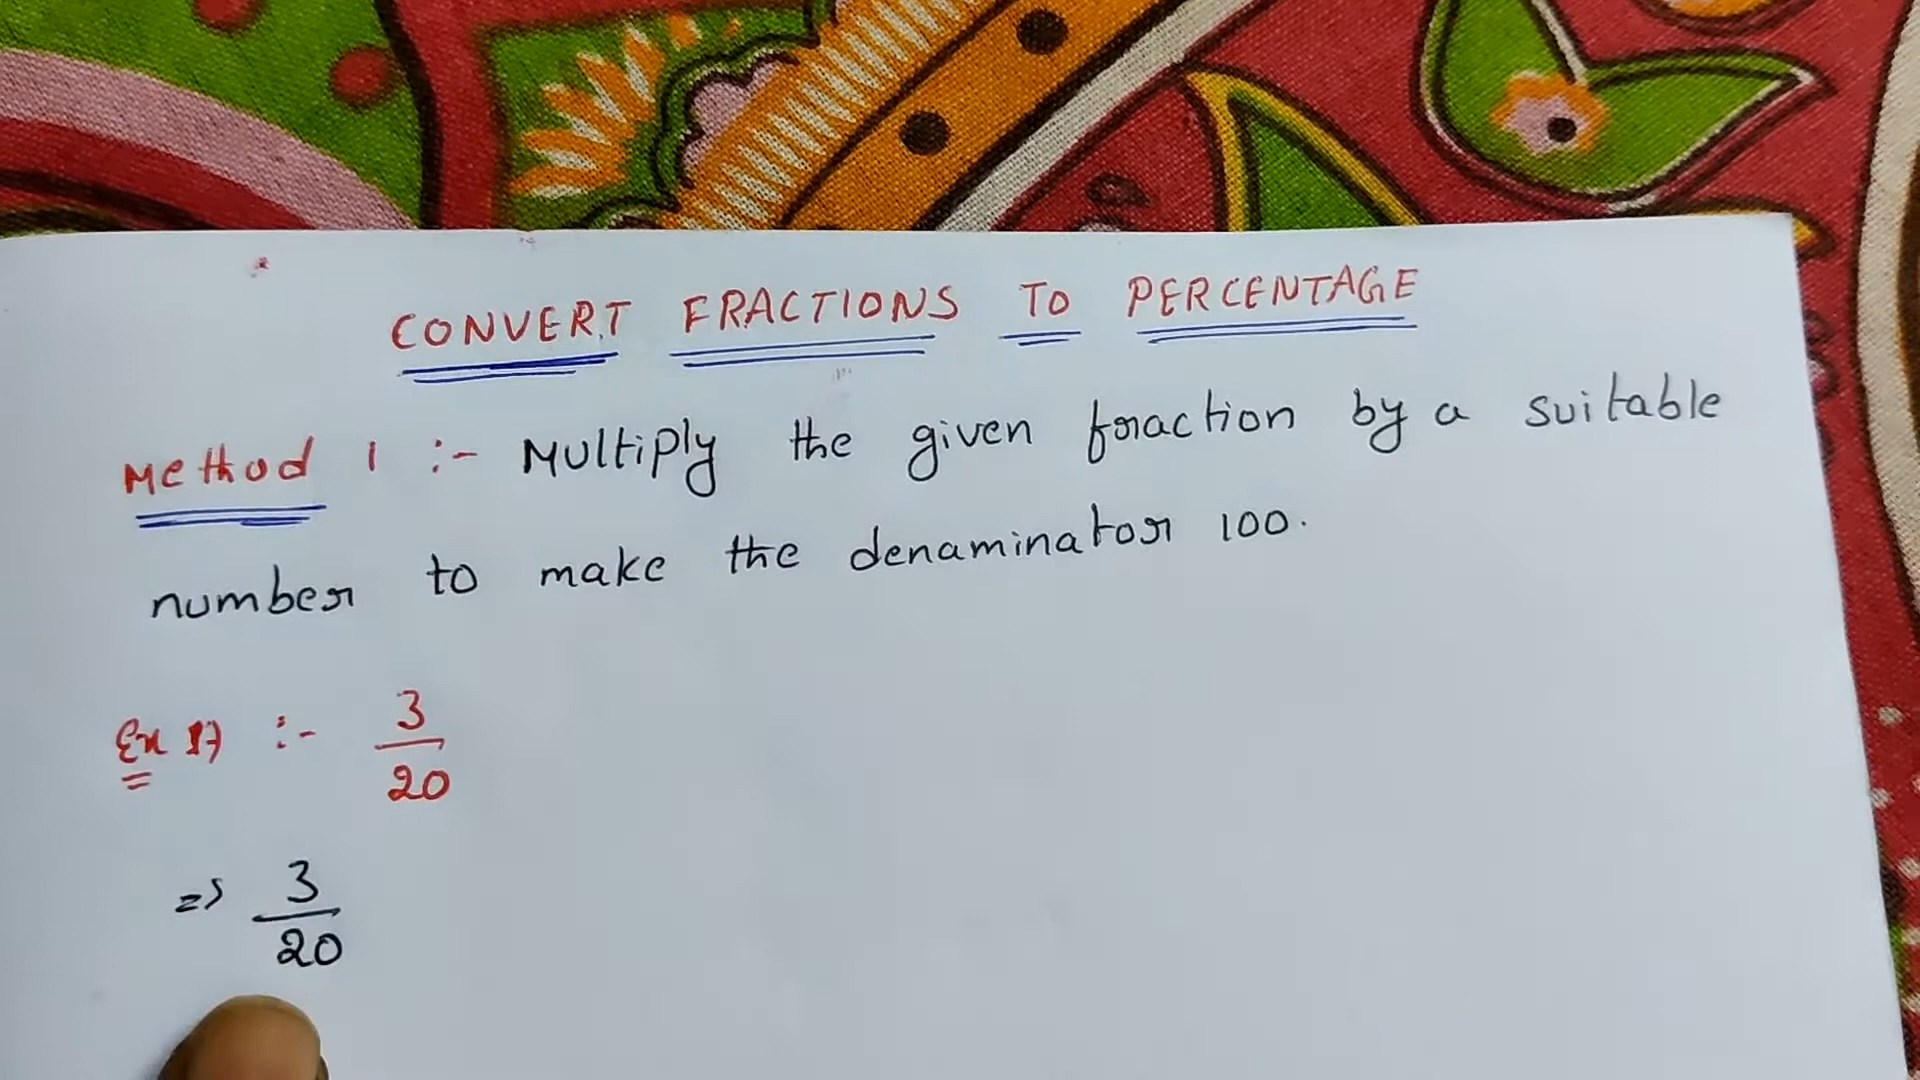 CONVERT FRACTIONS TO PERCENTAGE
Method 1 :- Multiply the given fraction by a suitable
number to make the denaminator 100.
Ex 1) :- 3/20
=> 3/20